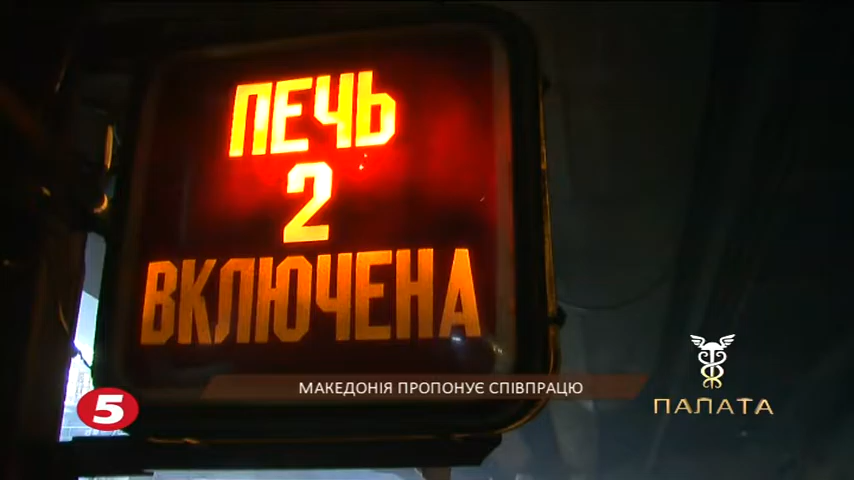 ПЕЧЬ
2
ВКЛЮЧЕНА
МАКЕДОНІЯ ПРОПОНУЄ СПІВПРАЦЮ
5
ПАЛАТА